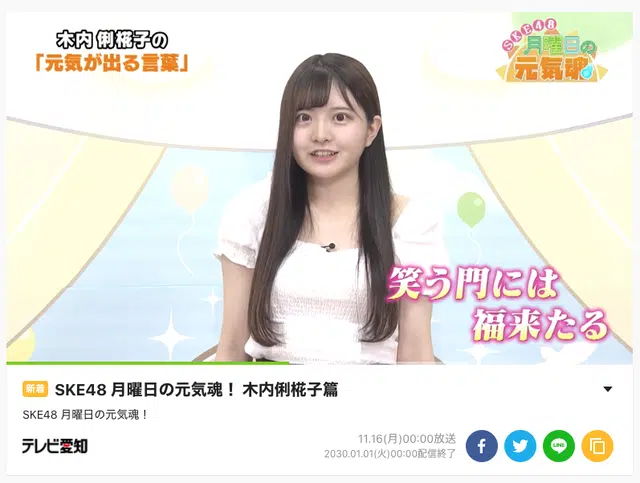 木内 俐椛子の
「元気が出る言葉」
SKE48
月曜日の
元気魂
笑う門には
福来たる
新着 SKE48 月曜日の元気魂！ 木内俐椛子篇
SKE48 月曜日の元気魂！
テレビ愛知
11.16(月)00:00放送
2030.01.01(火)00:00配信終了
f
LINE